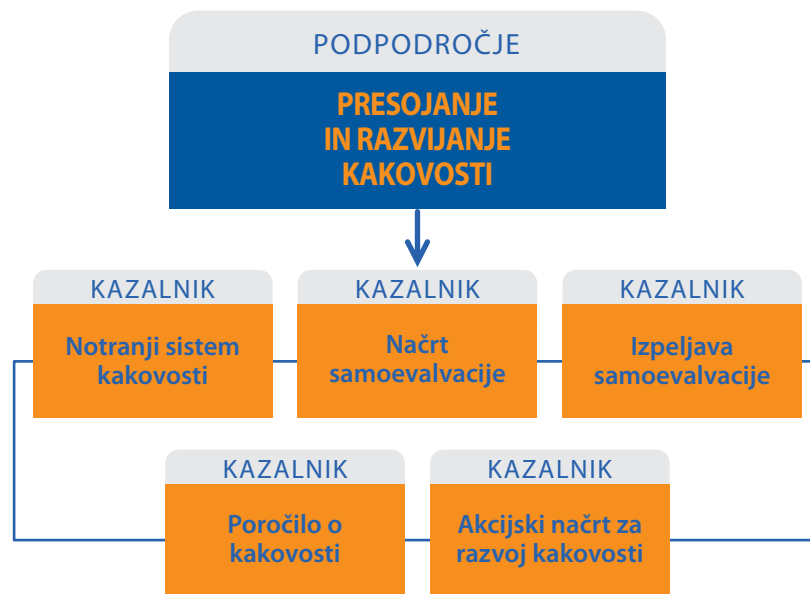 PODPODROČJE
PRESOJANJE
IN RAZVIJANJE
KAKOVOSTI
KAZALNIK
Notranji sistem
kakovosti
KAZALNIK
Načrt
samoevalvacije
KAZALNIK
Izpeljava
samoevalvacije
KAZALNIK
Poročilo o
kakovosti
KAZALNIK
Akcijski načrt za
razvoj kakovosti